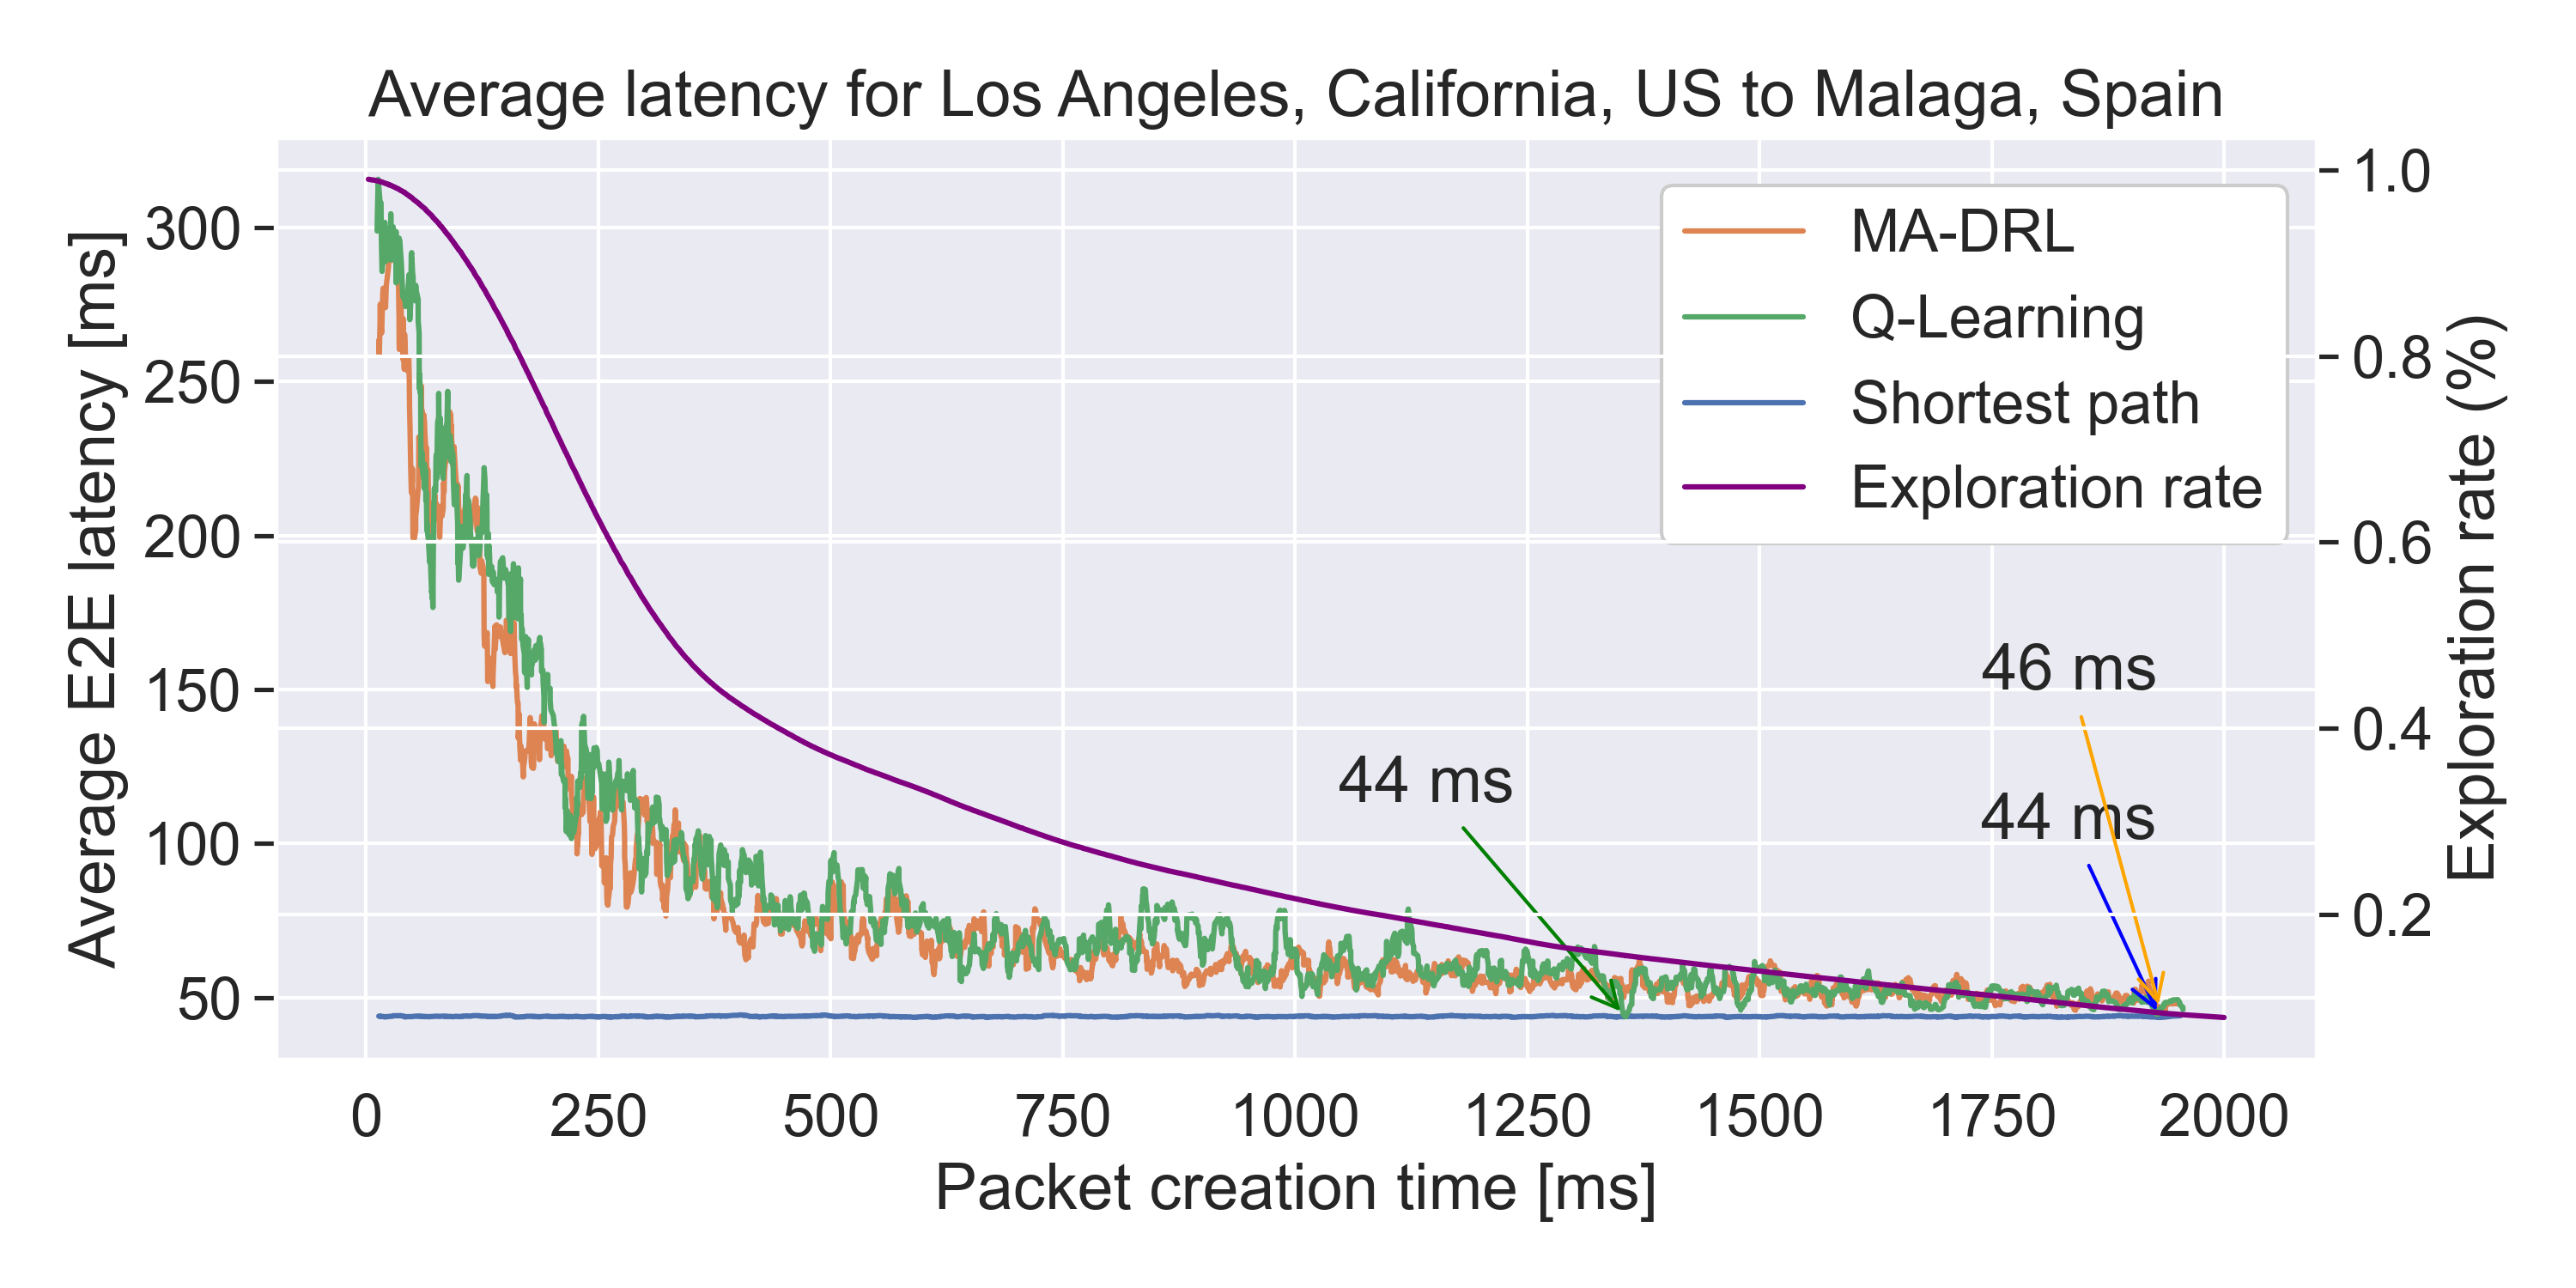 Average latency for Los Angeles, California, US to Malaga, Spain
Average E2E latency [ms]
300
250
200
150
100
50
0
250
500
750
1000
1250
1500
1750
2000
Packet creation time [ms]
1.0
0.8
0.6
0.4
0.2
Exploration rate (%)
MA-DRL
Q-Learning
Shortest path
Exploration rate
46 ms
44 ms
44 ms